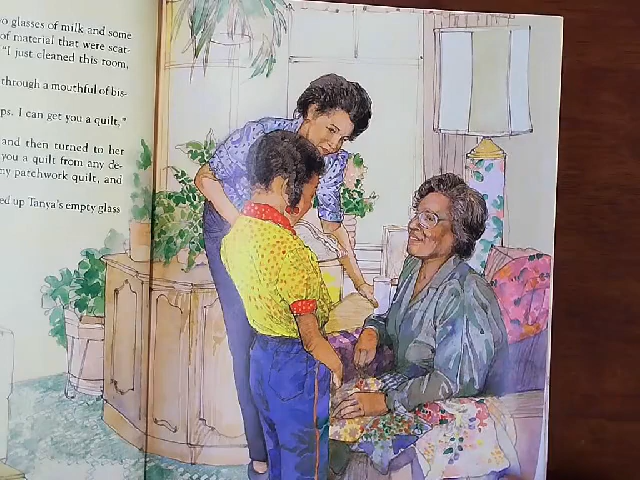 o glasses of milk and some
of material that were scat-
"I just cleaned this room,
through a mouthful of bis-
ps. I can get you a quilt,"
and then turned to her
you a quilt from any de-
ny patchwork quilt, and
ed up Tanya's empty glass